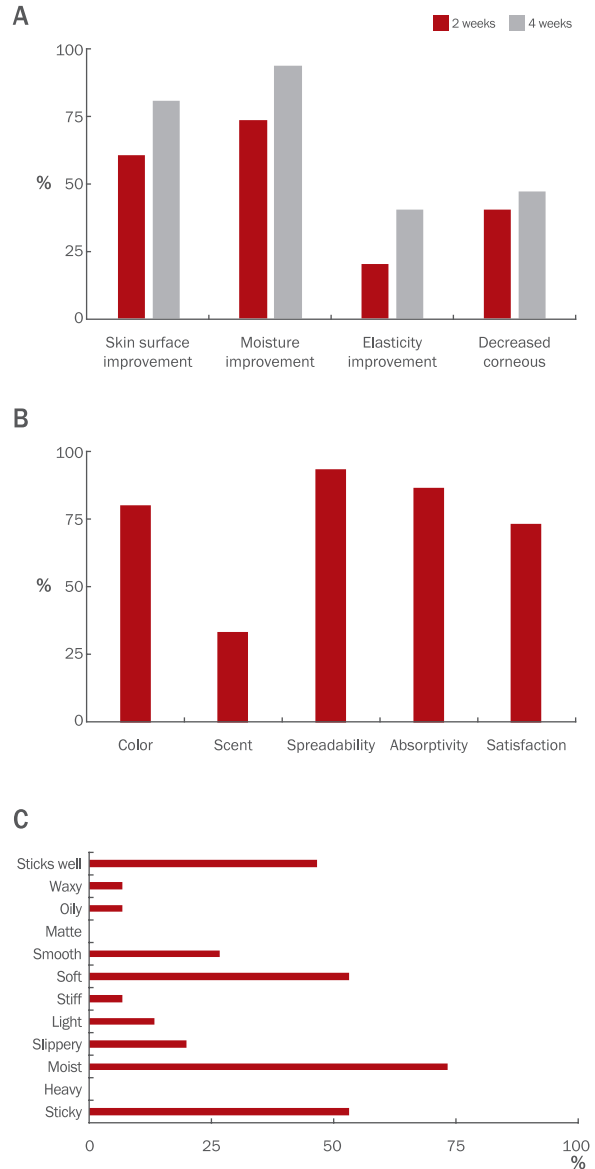 A
2 weeks
4 weeks
100
75
%
50
25
0
Skin surface improvement
Moisture improvement
Elasticity improvement
Decreased corneous
B
100
75
%
50
25
0
Color
Scent
Spreadability
Absorptivity
Satisfaction
C
Sticks well
Waxy
Oily
Matte
Smooth
Soft
Stiff
Light
Slippery
Moist
Heavy
Sticky
0
25
50
75
100
%